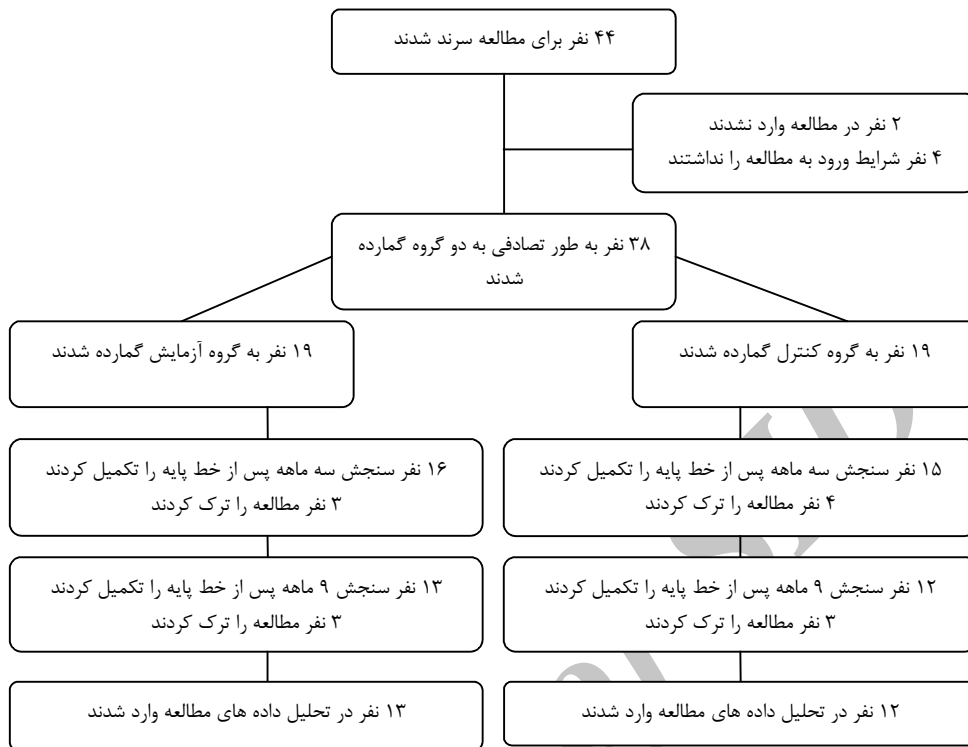 ۴۴ نفر برای مطالعه سرند شدند
۲ نفر در مطالعه وارد نشدند
۴ نفر شرایط ورود به مطالعه را نداشتند
۳۸ نفر به طور تصادفی به دو گروه گمارده
شدند
۱۹ نفر به گروه کنترل گمارده شدند
۱۹ نفر به گروه آزمایش گمارده شدند
۱۵ نفر سنجش سه ماهه پس از خط پایه را تکمیل کردند
۴ نفر مطالعه را ترک کردند
۱۶ نفر سنجش سه ماهه پس از خط پایه را تکمیل کردند
۳ نفر مطالعه را ترک کردند
۱۲ نفر سنجش ۹ ماهه پس از خط پایه را تکمیل کردند
۳ نفر مطالعه را ترک کردند
۱۳ نفر سنجش ۹ ماهه پس از خط پایه را تکمیل کردند
۳ نفر مطالعه را ترک کردند
۱۲ نفر در تحلیل داده های مطالعه وارد شدند
۱۳ نفر در تحلیل داده های مطالعه وارد شدند